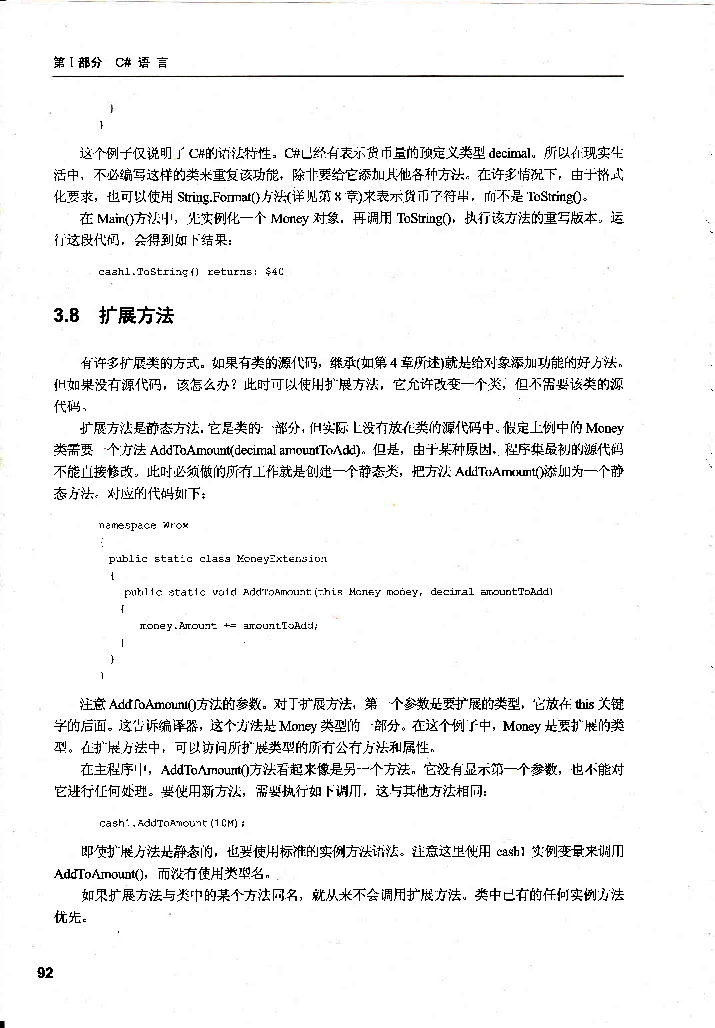 第Ⅰ部分 C# 语 言
}
}
这个例子仅说明了C#的语法特性。C#已经有表示货币量的预定义类型decimal。所以在现实生
活中，不必编写这样的类来重复该功能，除非要给它添加其他各种方法。在许多情况下，由于格式
化要求，也可以使用String.Format()方法(详见第8章)来表示货币字符串，而不是ToString()。
在Main()方法中，先实例化一个Money对象，再调用ToString()，执行该方法的重写版本。运
行这段代码，会得到如下结果：
cash1.ToString() returns: $40
3.8 扩展方法
有许多扩展类的方式。如果有类的源代码，继承(如第4章所述)就是给对象添加功能的好方法。
但如果没有源代码，该怎么办？此时可以使用扩展方法，它允许改变一个类，但不需要该类的源
代码。
扩展方法是静态方法，它是类的一部分，但实际上没有放在类的源代码中。假定上例中的Money
类需要一个方法AddToAmount(decimal amountToAdd)。但是，由于某种原因，程序集最初的源代码
不能直接修改。此时必须做的所有工作就是创建一个静态类，把方法AddToAmount()添加为一个静
态方法。对应的代码如下：
namespace Wrox
{
public static class MoneyExtension
{
public static void AddToAmount(this Money money, decimal amountToAdd)
{
money.Amount += amountToAdd;
}
}
}
注意AddToAmount()方法的参数。对于扩展方法，第一个参数是要扩展的类型，它放在this关键
字的后面。这告诉编译器，这个方法是Money类型的一部分。在这个例子中，Money是要扩展的类
型。在扩展方法中，可以访问所扩展类型的所有公有方法和属性。
在主程序中，AddToAmount()方法看起来像是另一个方法。它没有显示第一个参数，也不能对
它进行任何处理。要使用新方法，需要执行如下调用，这与其他方法相同：
cash1.AddToAmount(10M);
即使扩展方法是静态的，也要使用标准的实例方法语法。注意这里使用cash1实例变量来调用
AddToAmount()，而没有使用类型名。
如果扩展方法与类中的某个方法同名，就从来不会调用扩展方法。类中已有的任何实例方法
优先。
92